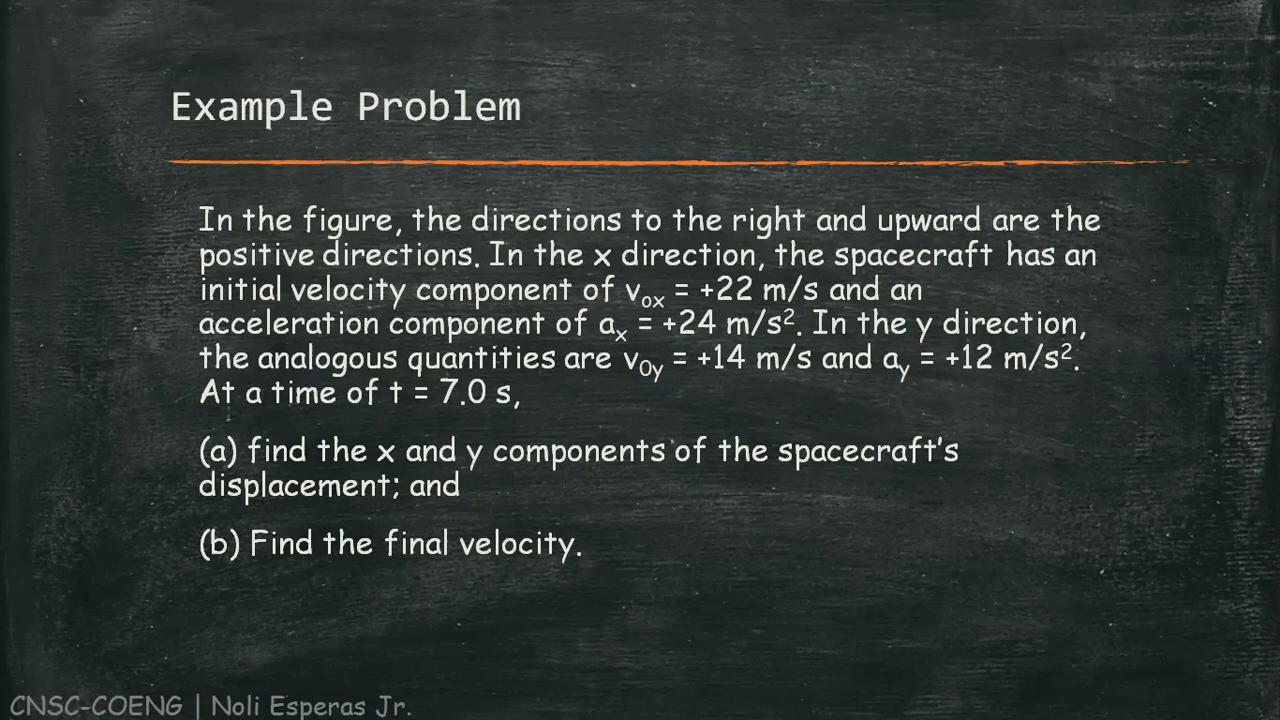 Example Problem
In the figure, the directions to the right and upward are the
positive directions. In the x direction, the spacecraft has an
initial velocity component of vₒₓ = +22 m/s and an
acceleration component of aₓ = +24 m/s². In the y direction,
the analogous quantities are v₀y = +14 m/s and ay = +12 m/s².
At a time of t = 7.0 s,
(a) find the x and y components of the spacecraft's
displacement; and
(b) Find the final velocity.
CNSC-COENG | Noli Esperas Jr.